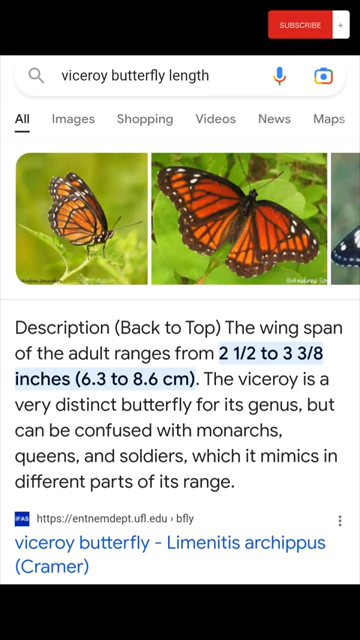 SUBSCRIBE
+
viceroy butterfly length
All Images Shopping Videos News Maps
Description (Back to Top) The wing span
of the adult ranges from 2 1/2 to 3 3/8
inches (6.3 to 8.6 cm). The viceroy is a
very distinct butterfly for its genus, but
can be confused with monarchs,
queens, and soldiers, which it mimics in
different parts of its range.
IFAS https://entnemdept.ufl.edu › bfly
viceroy butterfly - Limenitis archippus
(Cramer)